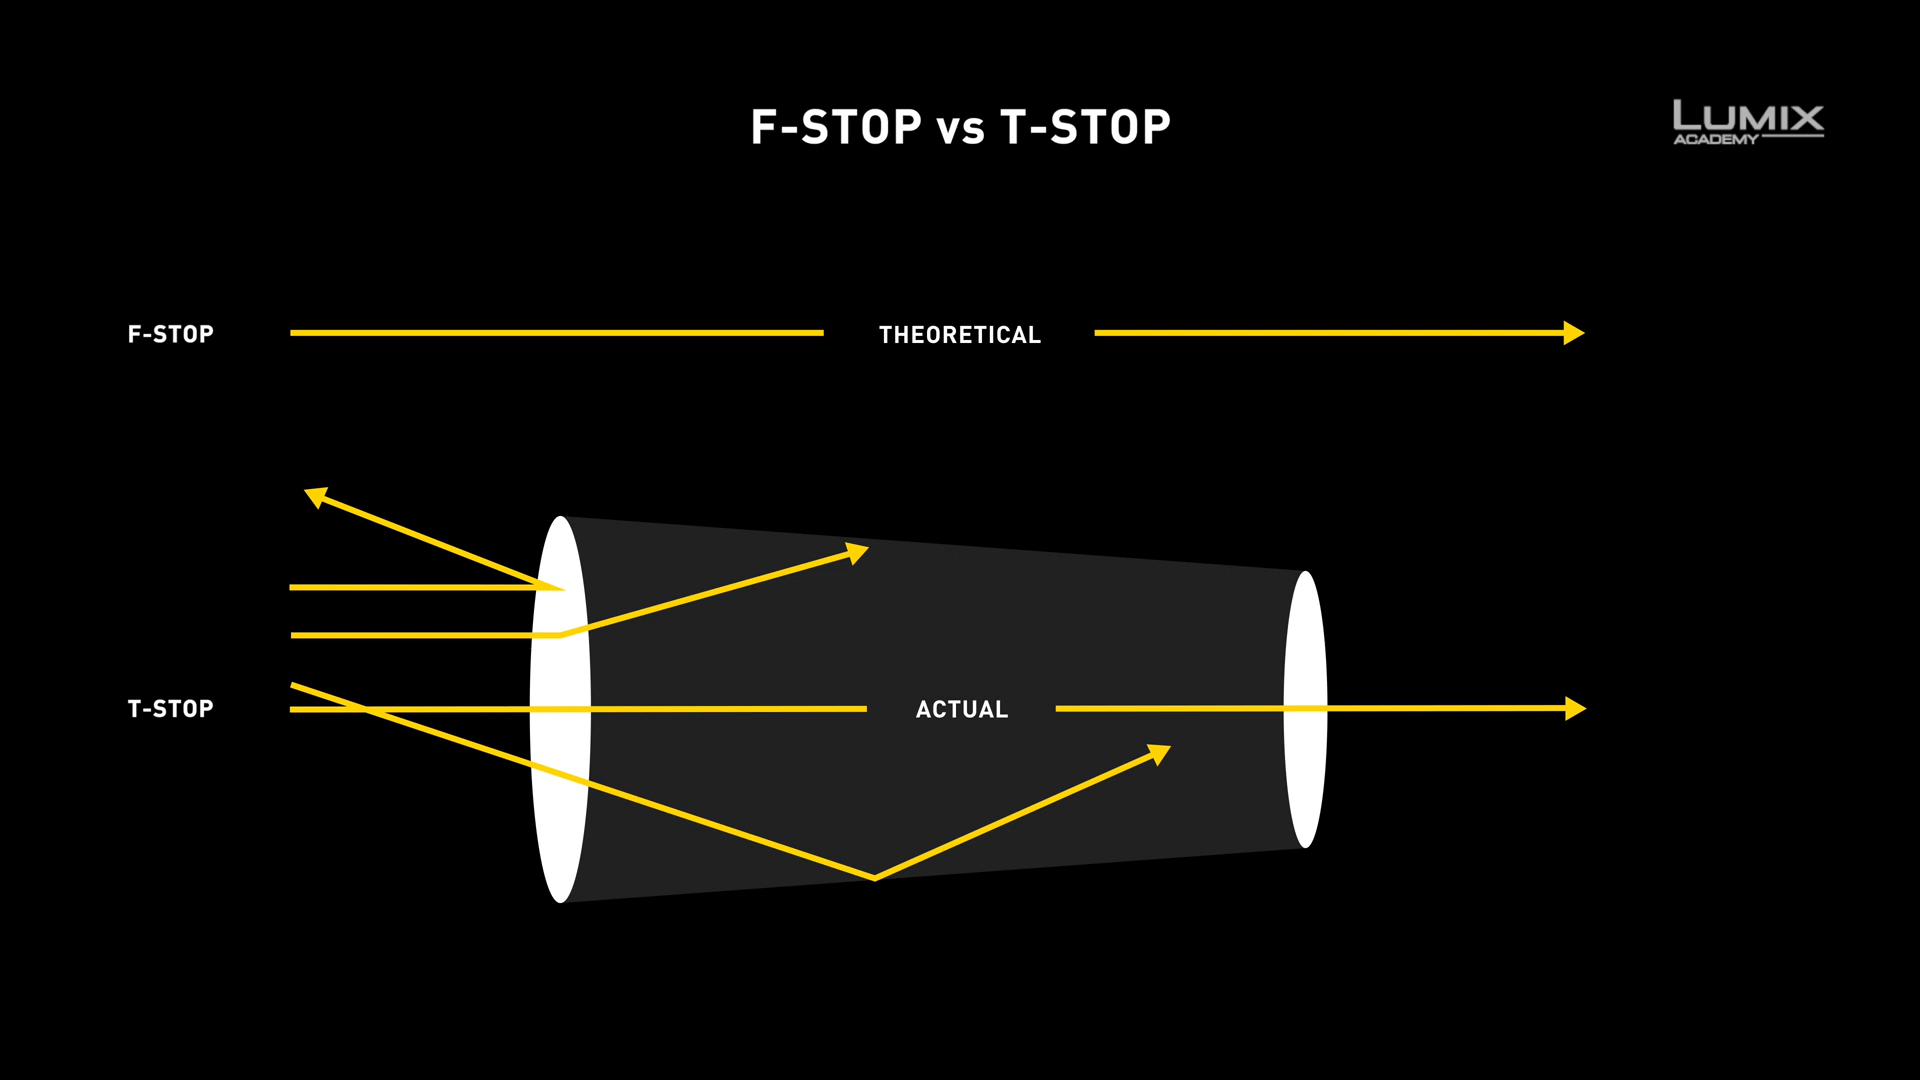 F-STOP vs T-STOP
LUMIX
ACADEMY
F-STOP
THEORETICAL
T-STOP
ACTUAL